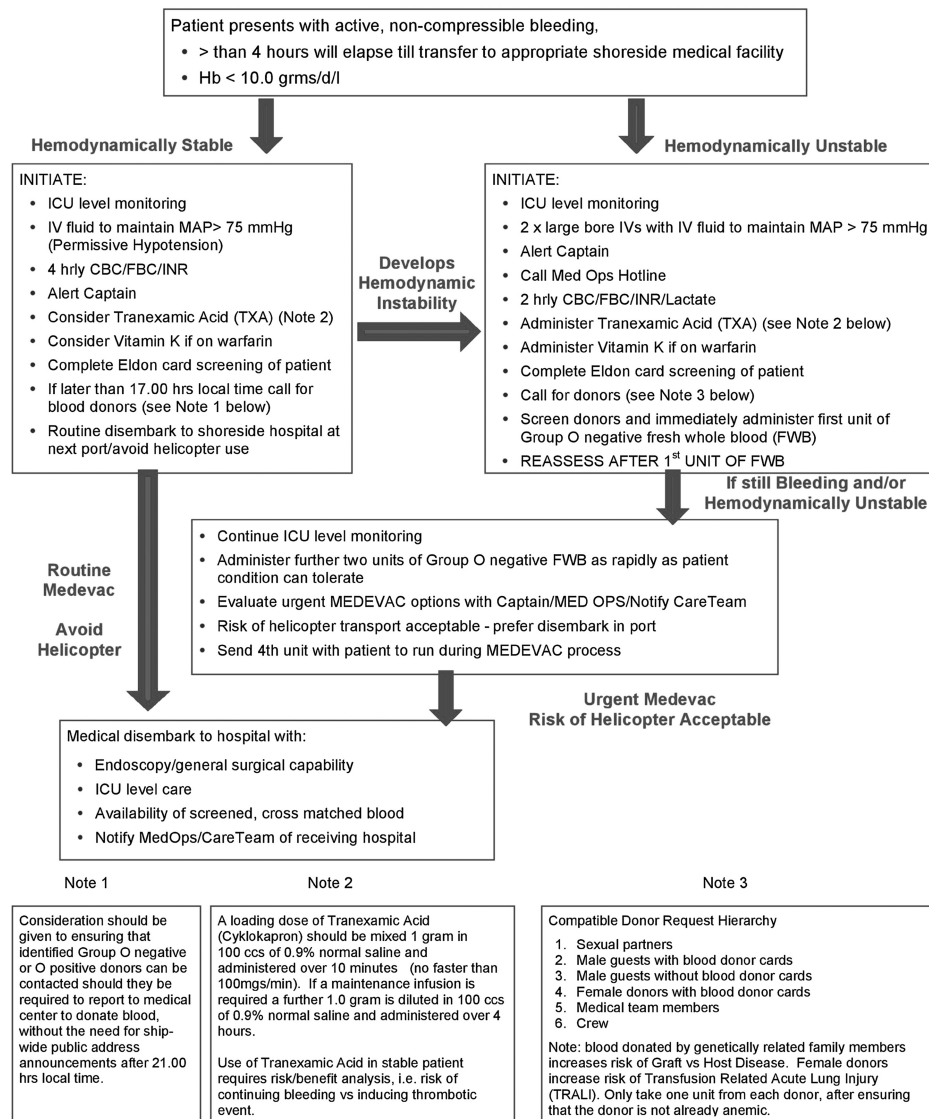 Patient presents with active, non-compressible bleeding,
• > than 4 hours will elapse till transfer to appropriate shoreside medical facility
• Hb < 10.0 grms/d/l
Hemodynamically Stable
Hemodynamically Unstable
INITIATE:
• ICU level monitoring
• IV fluid to maintain MAP> 75 mmHg
(Permissive Hypotension)
• 4 hrly CBC/FBC/INR
• Alert Captain
• Consider Tranexamic Acid (TXA) (Note 2)
• Consider Vitamin K if on warfarin
• Complete Eldon card screening of patient
• If later than 17.00 hrs local time call for
blood donors (see Note 1 below)
• Routine disembark to shoreside hospital at
next port/avoid helicopter use
Develops
Hemodynamic
Instability
INITIATE:
• ICU level monitoring
• 2 x large bore IVs with IV fluid to maintain MAP > 75 mmHg
• Alert Captain
• Call Med Ops Hotline
• 2 hrly CBC/FBC/INR/Lactate
• Administer Tranexamic Acid (TXA) (see Note 2 below)
• Administer Vitamin K if on warfarin
• Complete Eldon card screening of patient
• Call for donors (see Note 3 below)
• Screen donors and immediately administer first unit of
Group O negative fresh whole blood (FWB)
• REASSESS AFTER 1st UNIT OF FWB
If still Bleeding and/or
Hemodynamically Unstable
Routine
Medevac
Avoid
Helicopter
• Continue ICU level monitoring
• Administer further two units of Group O negative FWB as rapidly as patient
condition can tolerate
• Evaluate urgent MEDEVAC options with Captain/MED OPS/Notify CareTeam
• Risk of helicopter transport acceptable - prefer disembark in port
• Send 4th unit with patient to run during MEDEVAC process
Urgent Medevac
Risk of Helicopter Acceptable
Medical disembark to hospital with:
• Endoscopy/general surgical capability
• ICU level care
• Availability of screened, cross matched blood
• Notify MedOps/CareTeam of receiving hospital
Note 1
Consideration should be
given to ensuring that
identified Group O negative
or O positive donors can be
contacted should they be
required to report to medical
center to donate blood,
without the need for ship-
wide public address
announcements after 21.00
hrs local time.
Note 2
A loading dose of Tranexamic Acid
(Cyklokapron) should be mixed 1 gram in
100 ccs of 0.9% normal saline and
administered over 10 minutes (no faster than
100mgs/min). If a maintenance infusion is
required a further 1.0 gram is diluted in 100 ccs
of 0.9% normal saline and administered over 4
hours.
Use of Tranexamic Acid in stable patient
requires risk/benefit analysis, i.e. risk of
continuing bleeding vs inducing thrombotic
event.
Note 3
Compatible Donor Request Hierarchy
1. Sexual partners
2. Male guests with blood donor cards
3. Male guests without blood donor cards
4. Female donors with blood donor cards
5. Medical team members
6. Crew
Note: blood donated by genetically related family members
increases risk of Graft vs Host Disease. Female donors
increase risk of Transfusion Related Acute Lung Injury
(TRALI). Only take one unit from each donor, after ensuring
that the donor is not already anemic.